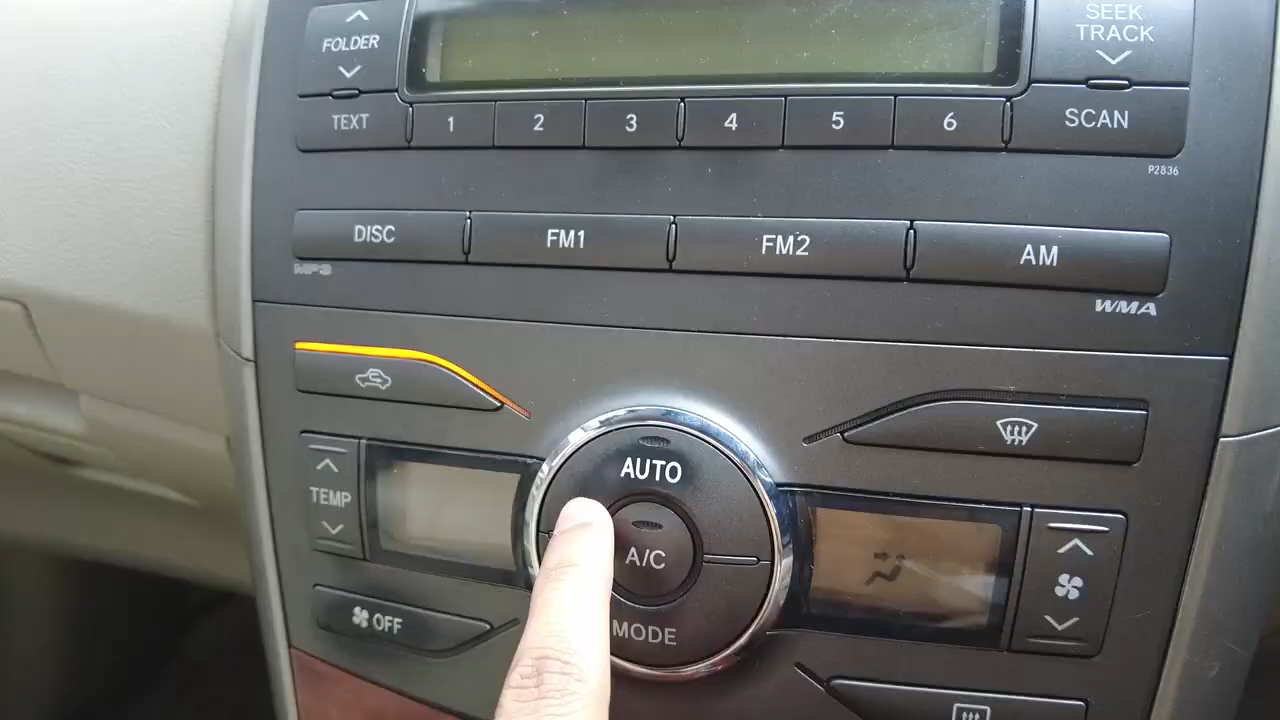 FOLDER
SEEK
TRACK
TEXT
1
2
3
4
5
6
SCAN
P2836
DISC
FM1
FM2
AM
MP3
WMA
AUTO
TEMP
A/C
OFF
MODE